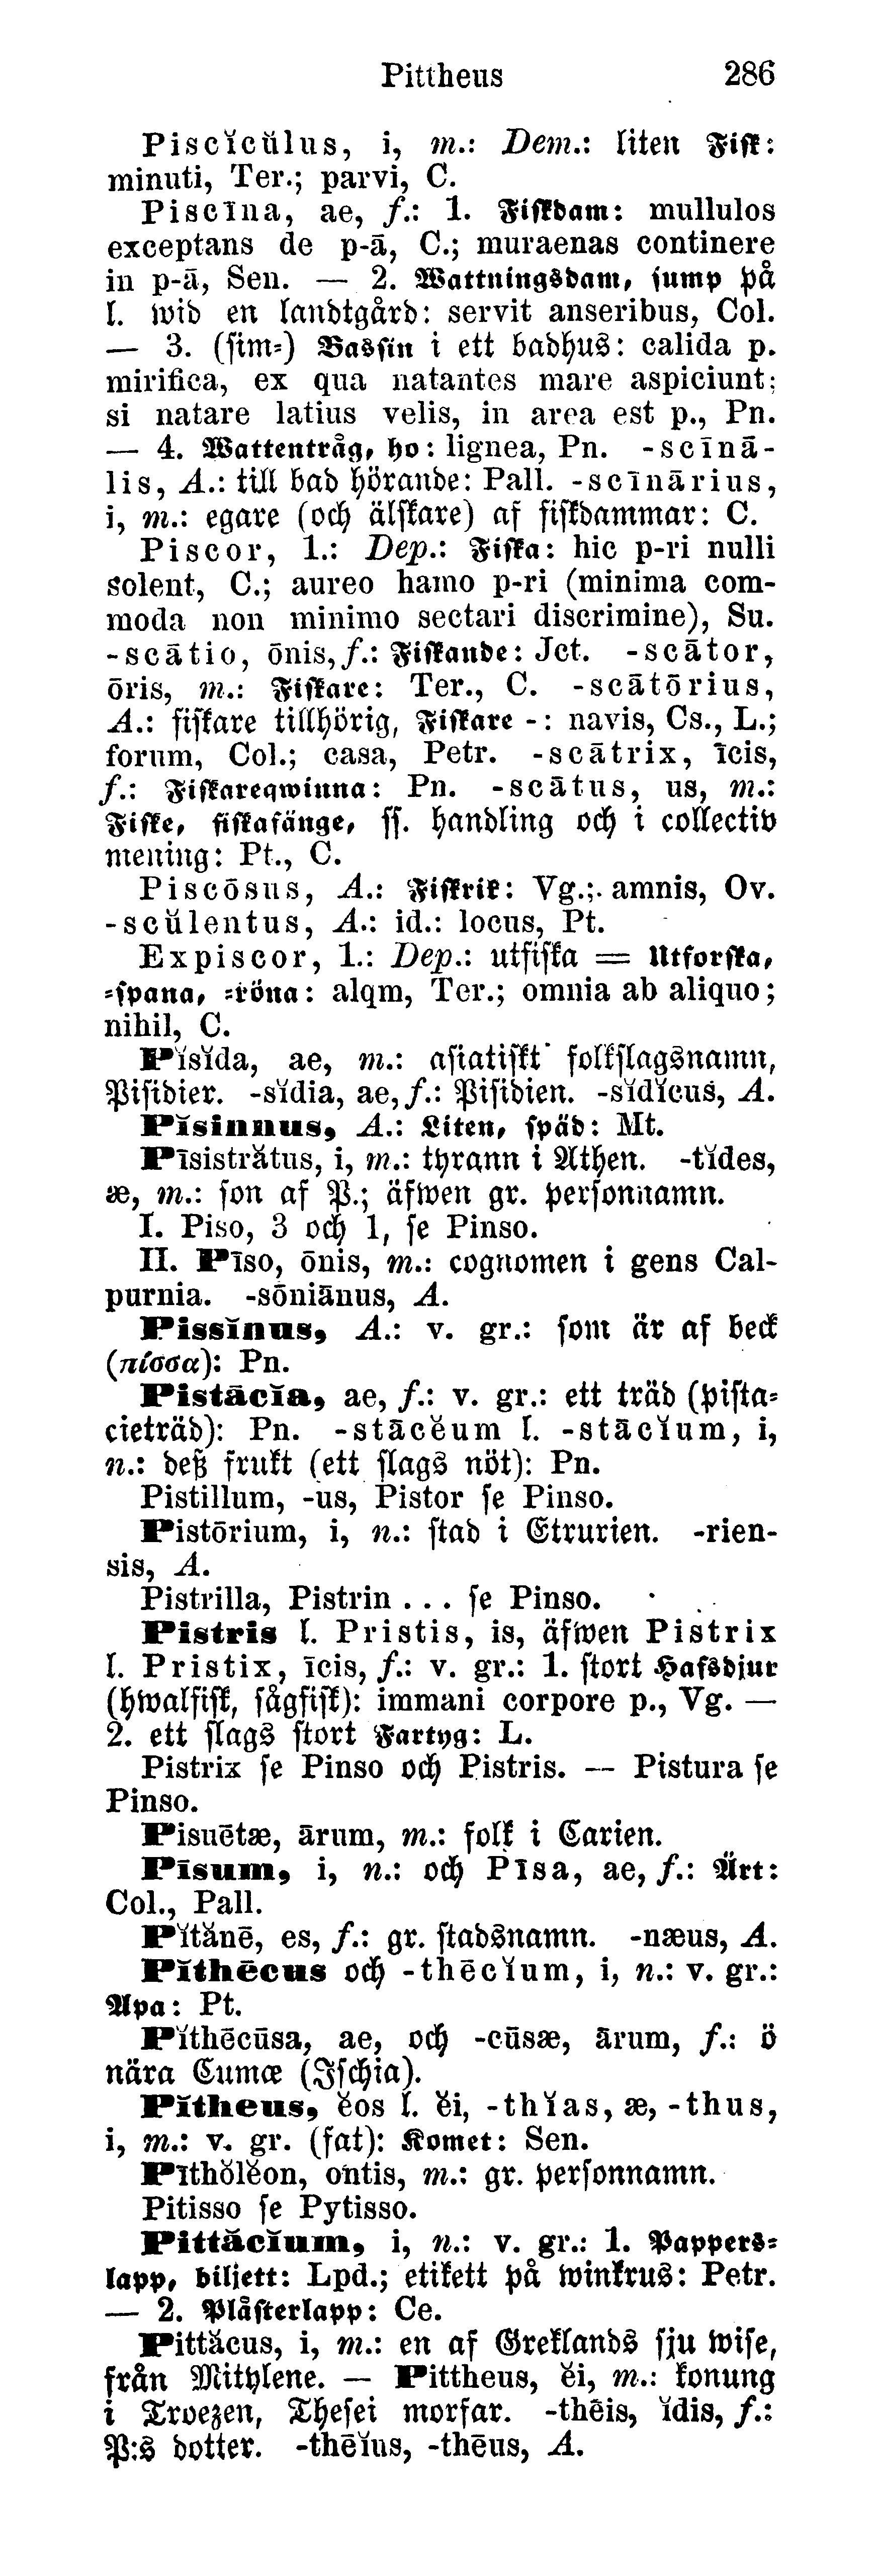 Pittheus 286
Piscĭcŭlus, i, m.: Dem.: liten Fisk:
minuti, Ter.; parvi, C.
Piscīna, ae, f.: 1. Fiskdam: mullulos
exceptans de p-ā, C.; muraenas continere
in p-ā, Sen. — 2. Wattningsdam, sump på
l. wid en landtgård: servit anseribus, Col.
— 3. (sim-) Bassin i ett badhus: calida p.
mirifica, ex qua natantes mare aspiciunt;
si natare latius velis, in area est p., Pn.
— 4. Wattentråg, ho: lignea, Pn. -scīnā-
lis, A.: till bad hörande: Pall. -scīnārius,
i, m.: egare (och älskare) af fiskdammar: C.
Piscor, 1.: Dep.: Fiska: hic p-ri nulli
solent, C.; aureo hamo p-ri (minima com-
moda non minimo sectari discrimine), Su.
-scātio, ōnis, f.: Fiskande: Jct. -scātor,
ōris, m.: Fiskare: Ter., C. -scātōrius,
A.: fiskare tillhörig, Fiskare -: navis, Cs., L.;
forum, Col.; casa, Petr. -scātrix, īcis,
f.: Fiskareqwinna: Pn. -scātus, us, m.:
Fiske, fiskafänge, ss. handling och i collectiv
mening: Pt., C.
Piscōsus, A.: Fiskrik: Vg.; amnis, Ov.
-scŭlentus, A.: id.: locus, Pt.
Expiscor, 1.: Dep.: utfiska = Utforska,
-spana, -röna: alqm, Ter.; omnia ab aliquo;
nihil, C.
Pĭsĭda, ae, m.: asiatiskt folkslagsnamn,
Pisidier. -sĭdia, ae, f.: Pisidien. -sĭdĭcus, A.
Pĭsinnus, A.: Liten, späd: Mt.
Pīsistrătus, i, m.: tyrann i Athen. -tĭdes,
æ, m.: son af P.; äfwen gr. personnamn.
I. Piso, 3 och 1, se Pinso.
II. Pīso, ōnis, m.: cognomen i gens Cal-
purnia. -sōniānus, A.
Pissĭnus, A.: v. gr.: som är af beck
(πίσσα): Pn.
Pistācĭa, ae, f.: v. gr.: ett träd (pista-
cieträd): Pn. -stācĕum l. -stācĭum, i,
n.: deß frukt (ett slags nöt): Pn.
Pistillum, -us, Pistor se Pinso.
Pistōrium, i, n.: stad i Etrurien. -rien-
sis, A.
Pistrilla, Pistrin . . . se Pinso.
Pistris l. Pristis, is, äfwen Pistrix
l. Pristix, īcis, f.: v. gr.: 1. stort Hafsdjur
(hwalfisk, sågfisk): immani corpore p., Vg. —
2. ett slags stort Fartyg: L.
Pistrix se Pinso och Pistris. — Pistura se
Pinso.
Pisuētæ, ārum, m.: folk i Carien.
Pīsum, i, n.: och Pīsa, ae, f.: Ärt:
Col., Pall.
Pĭtănē, es, f.: gr. stadsnamn. -næus, A.
Pĭthēcus och -thēcĭum, i, n.: v. gr.:
Apa: Pt.
Pĭthēcūsa, ae, och -cūsæ, ārum, f.: ö
nära Cumæ (Ischia).
Pĭtheus, ĕos l. ĕi, -thĭas, æ, -thus,
i, m.: v. gr. (fat): Komet: Sen.
Pīthŏlĕon, ontis, m.: gr. personnamn.
Pitisso se Pytisso.
Pittăcĭum, i, n.: v. gr.: 1. Pappers-
lapp, biljett: Lpd.; etikett på winkrus: Petr.
— 2. Plåsterlapp: Ce.
Pittăcus, i, m.: en af Greklands sju wise,
från Mitylene. — Pittheus, ĕi, m.: konung
i Troezen, Thesei morfar. -thēis, ĭdis, f.:
P:s dotter. -thēĭus, -thēus, A.